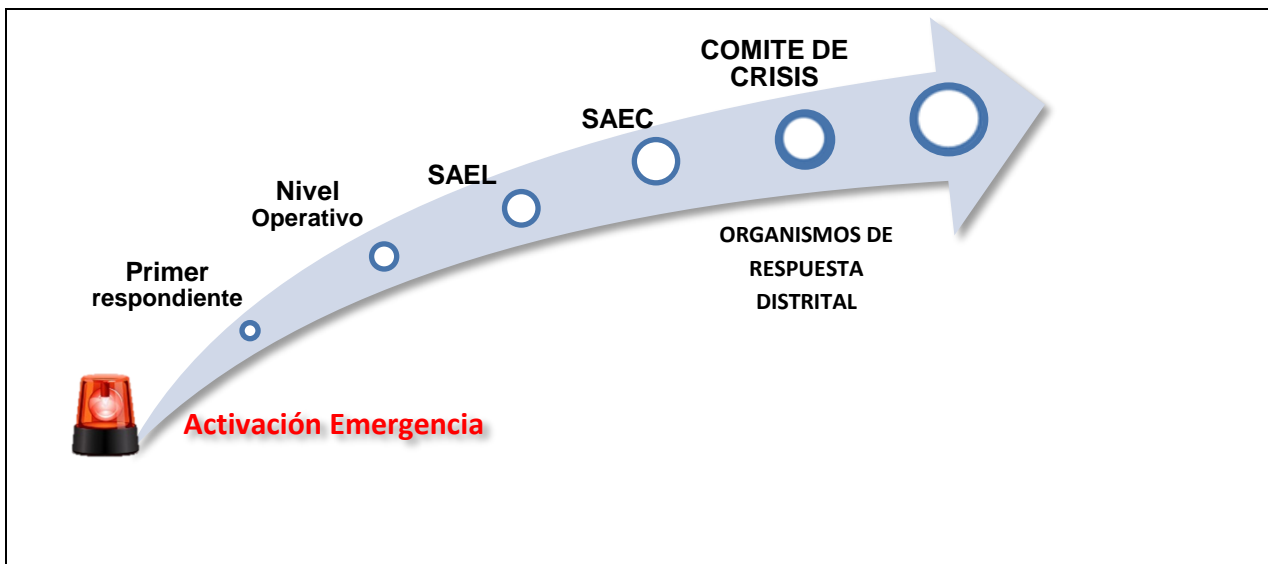 COMITE DE
CRISIS
SAEC
SAEL
Nivel
Operativo
Primer
respondiente
ORGANISMOS DE
RESPUESTA
DISTRITAL
Activación Emergencia